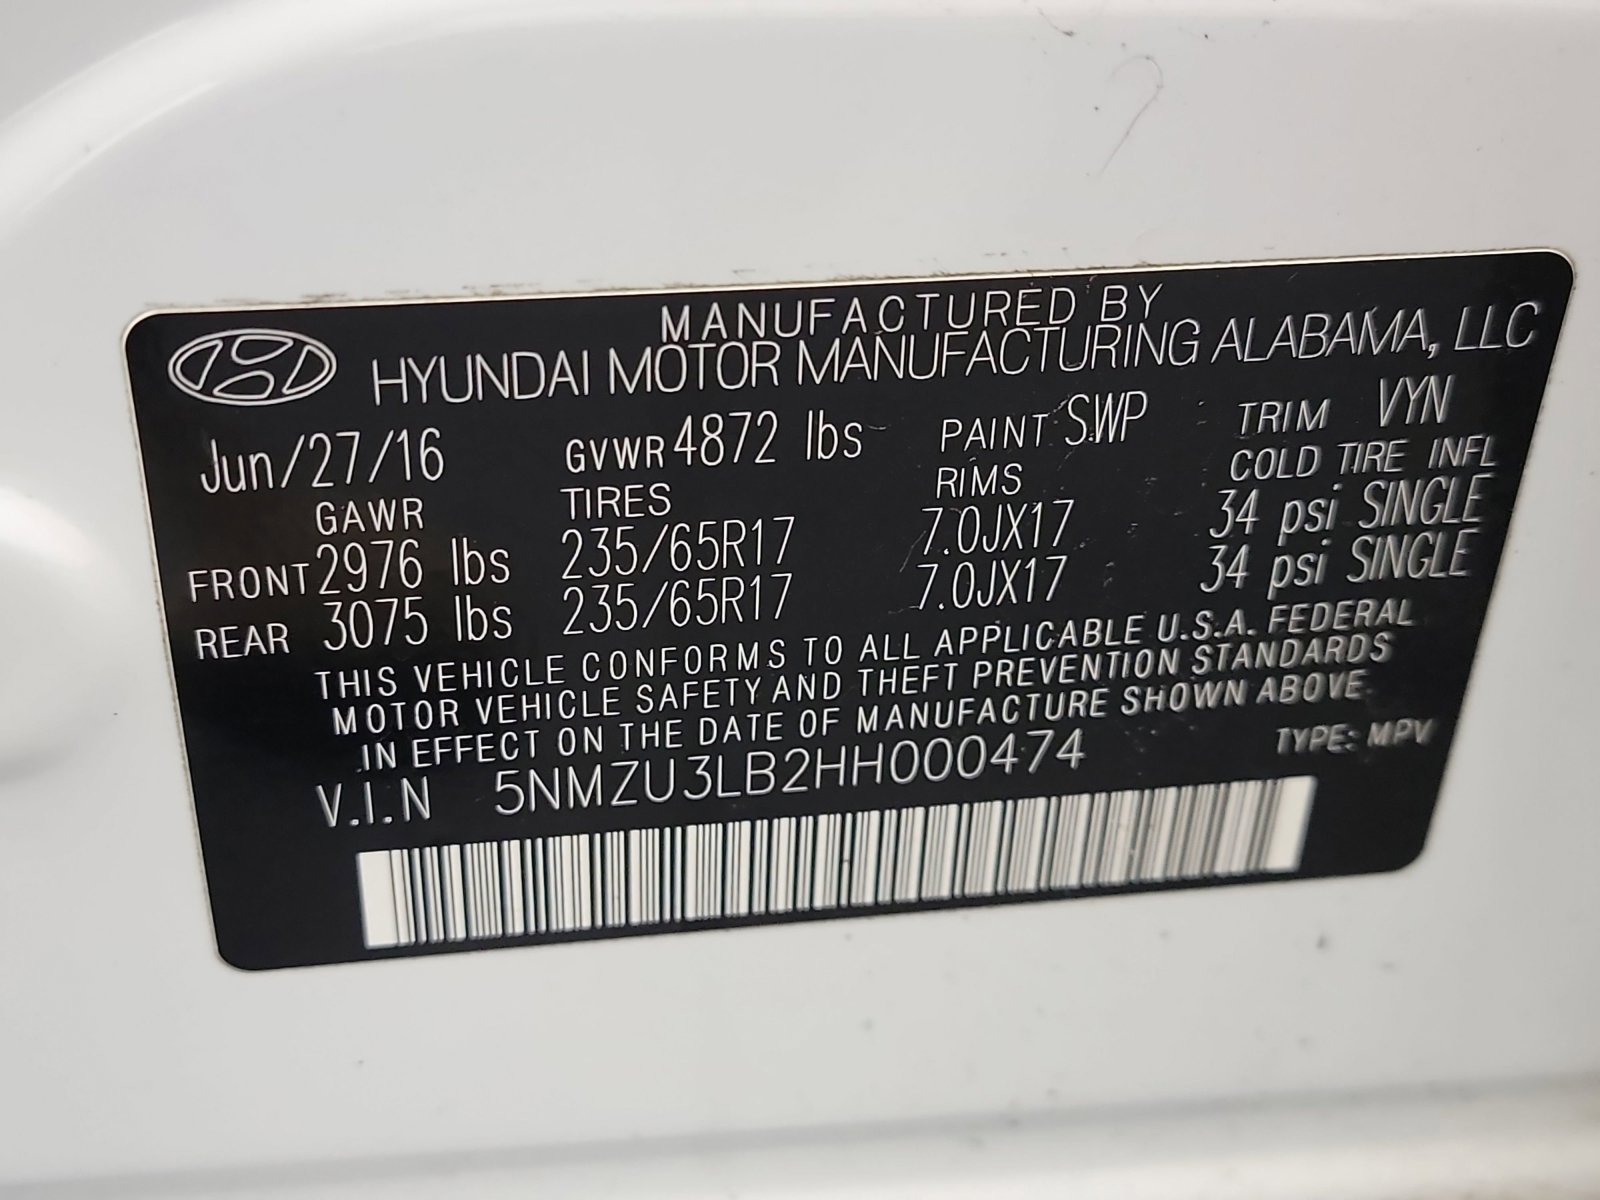 MANUFACTURED BY
HYUNDAI MOTOR MANUFACTURING ALABAMA, LLC
Jun/27/16 GVWR 4872 lbs PAINT SWP TRIM VYN
GAWR TIRES RIMS COLD TIRE INFL
FRONT 2976 lbs 235/65R17 7.0JX17 34 psi SINGLE
REAR 3075 lbs 235/65R17 7.0JX17 34 psi SINGLE
THIS VEHICLE CONFORMS TO ALL APPLICABLE U.S.A. FEDERAL
MOTOR VEHICLE SAFETY AND THEFT PREVENTION STANDARDS
IN EFFECT ON THE DATE OF MANUFACTURE SHOWN ABOVE.
V.I.N 5NMZU3LB2HH000474 TYPE: MPV